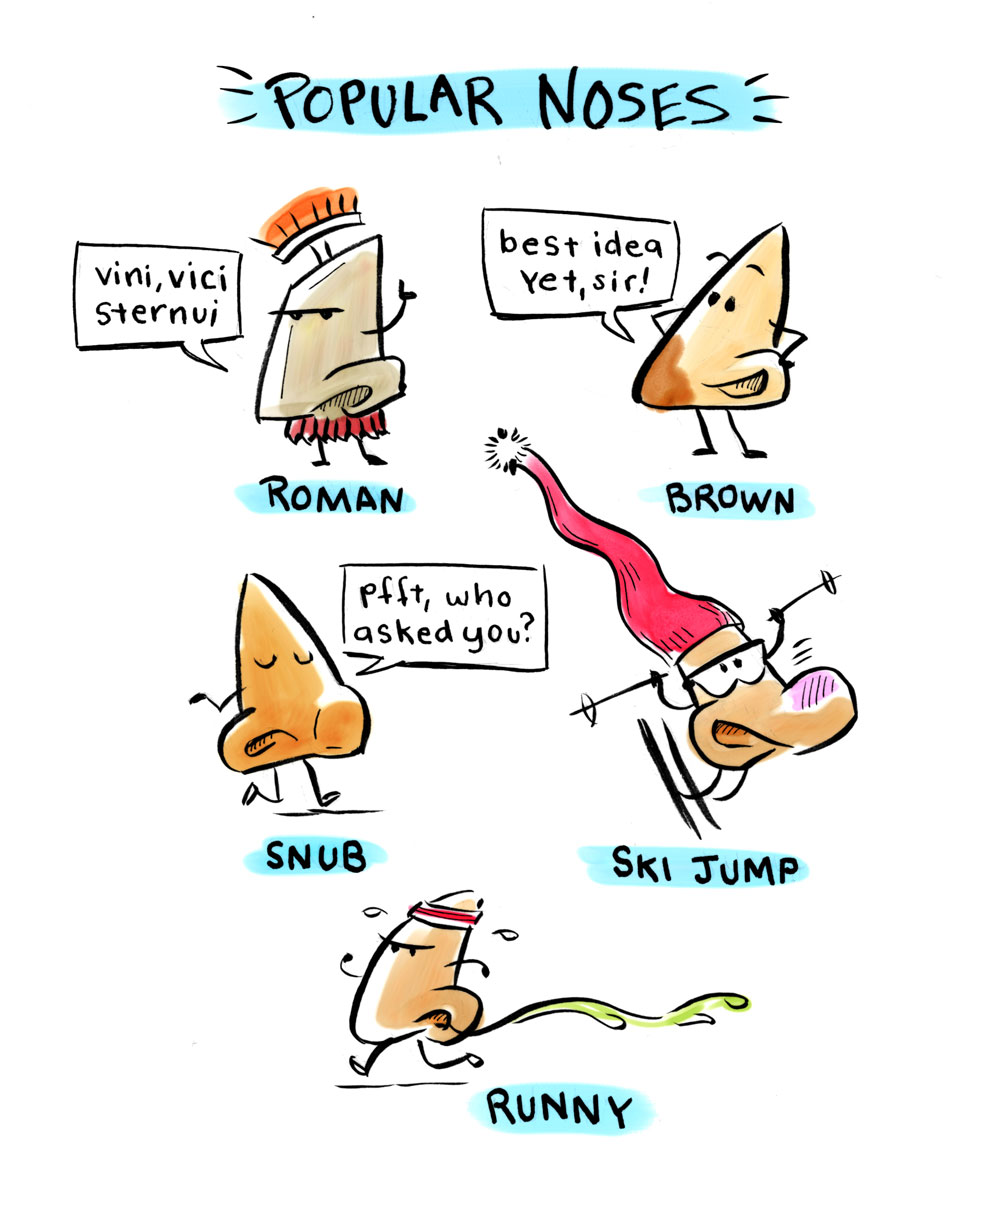 POPULAR NOSES
vini, vici
sternui
best idea
yet, sir!
ROMAN
BROWN
pfft, who
asked you?
SNUB
SKI JUMP
RUNNY